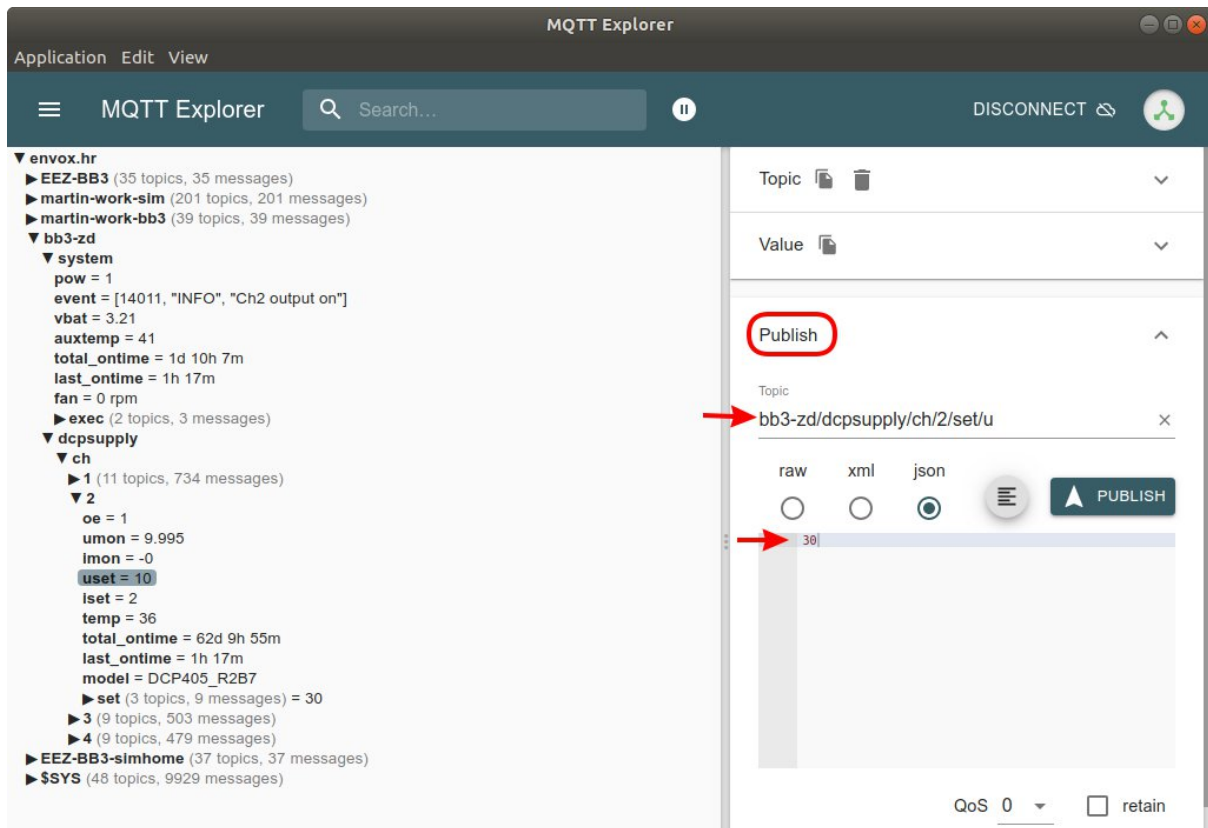 MQTT Explorer
Application Edit View
MQTT Explorer
Search...
DISCONNECT
▼ envox.hr
▶ EEZ-BB3 (35 topics, 35 messages)
▶ martin-work-sim (201 topics, 201 messages)
▶ martin-work-bb3 (39 topics, 39 messages)
▼ bb3-zd
▼ system
pow = 1
event = [14011, "INFO", "Ch2 output on"]
vbat = 3.21
auxtemp = 41
total_ontime = 1d 10h 7m
last_ontime = 1h 17m
fan = 0 rpm
▶ exec (2 topics, 3 messages)
▼ dcpsupply
▼ ch
▶ 1 (11 topics, 734 messages)
▼ 2
oe = 1
umon = 9.995
imon = -0
uset = 10
iset = 2
temp = 36
total_ontime = 62d 9h 55m
last_ontime = 1h 17m
model = DCP405_R2B7
▶ set (3 topics, 9 messages) = 30
▶ 3 (9 topics, 503 messages)
▶ 4 (9 topics, 479 messages)
▶ EEZ-BB3-simhome (37 topics, 37 messages)
▶ $SYS (48 topics, 9929 messages)
Topic
Value
Publish
Topic
bb3-zd/dcpsupply/ch/2/set/u
raw xml json
PUBLISH
30
QoS 0 retain